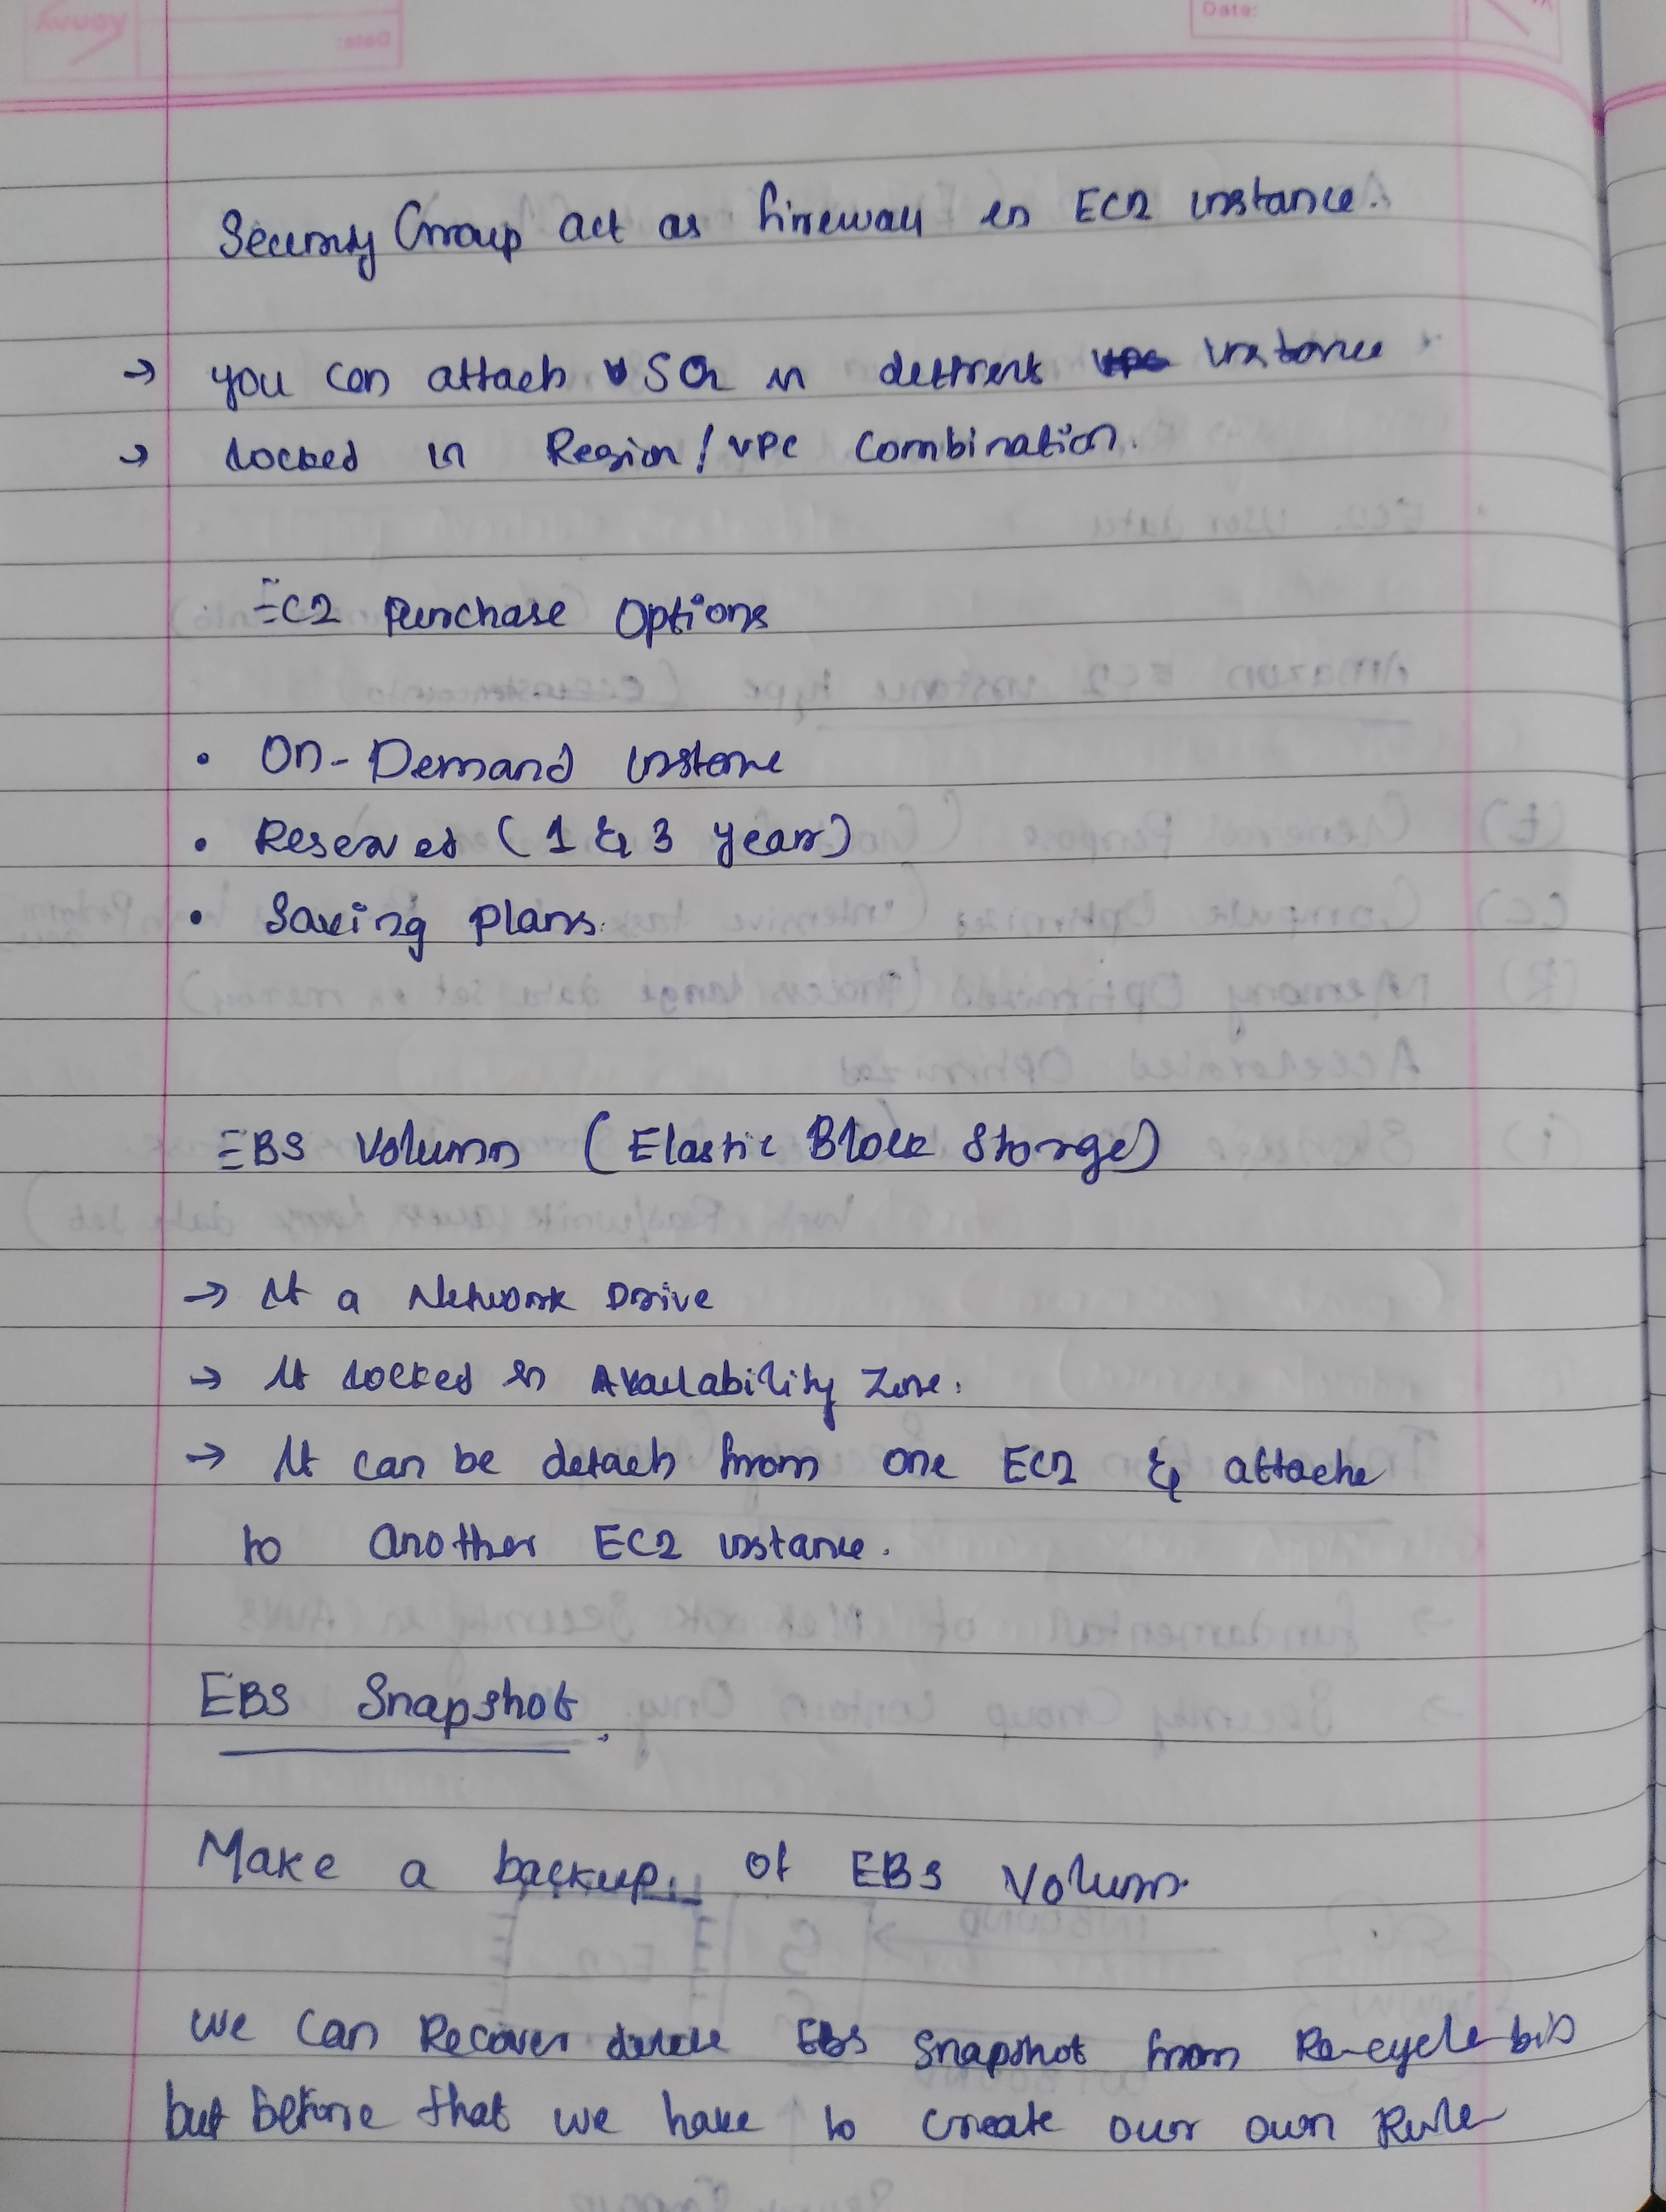 Date:
Security Group act as firewall in EC2 instance.
→ you can attach SG in different instance
→ Locked in Region/VPC Combination.
EC2 Purchase Options
• On-Demand instance
• Reserved (1 & 3 year)
• Saving Plans.
EBS Volumn (Elastic Block Storge)
→ It a Network Drive
→ It Locked in Availability Zone.
→ It can be detach from one EC2 & attache
to another EC2 instance.
EBS Snapshot
Make a backup of EBS Volumn
We can Recover delete EBS Snapshot from Re-cycle bin
but before that we have to create our own Rule